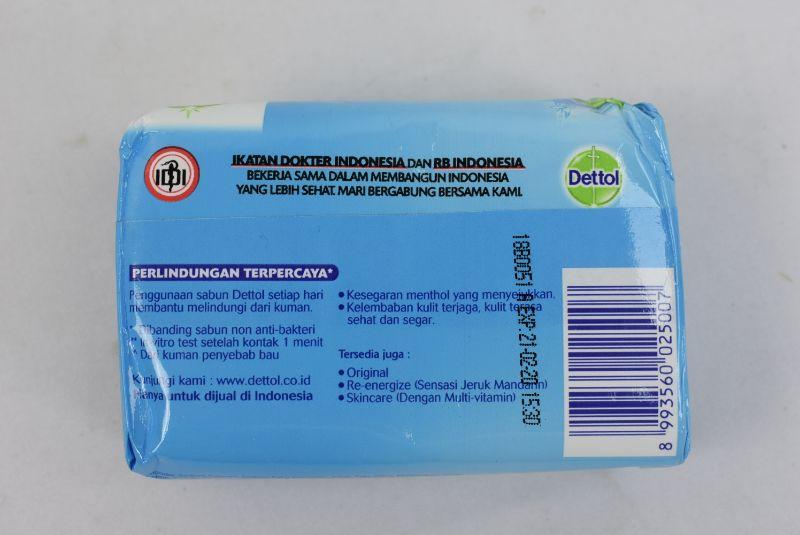 IDI
IKATAN DOKTER INDONESIA DAN RB INDONESIA
BEKERJA SAMA DALAM MEMBANGUN INDONESIA
YANG LEBIH SEHAT. MARI BERGABUNG BERSAMA KAMI.
Dettol
PERLINDUNGAN TERPERCAYA*
Penggunaan sabun Dettol setiap hari
membantu melindungi dari kuman.
* Dibanding sabun non anti-bakteri
* In vitro test setelah kontak 1 menit
* Dari kuman penyebab bau
Kunjungi kami : www.dettol.co.id
Hanya untuk dijual di Indonesia
• Kesegaran menthol yang menyejukkan.
• Kelembaban kulit terjaga, kulit terasa
sehat dan segar.
Tersedia juga :
• Original
• Re-energize (Sensasi Jeruk Mandarin)
• Skincare (Dengan Multi-vitamin)
EXP. 21-02-20 15:30
8 993560 025007